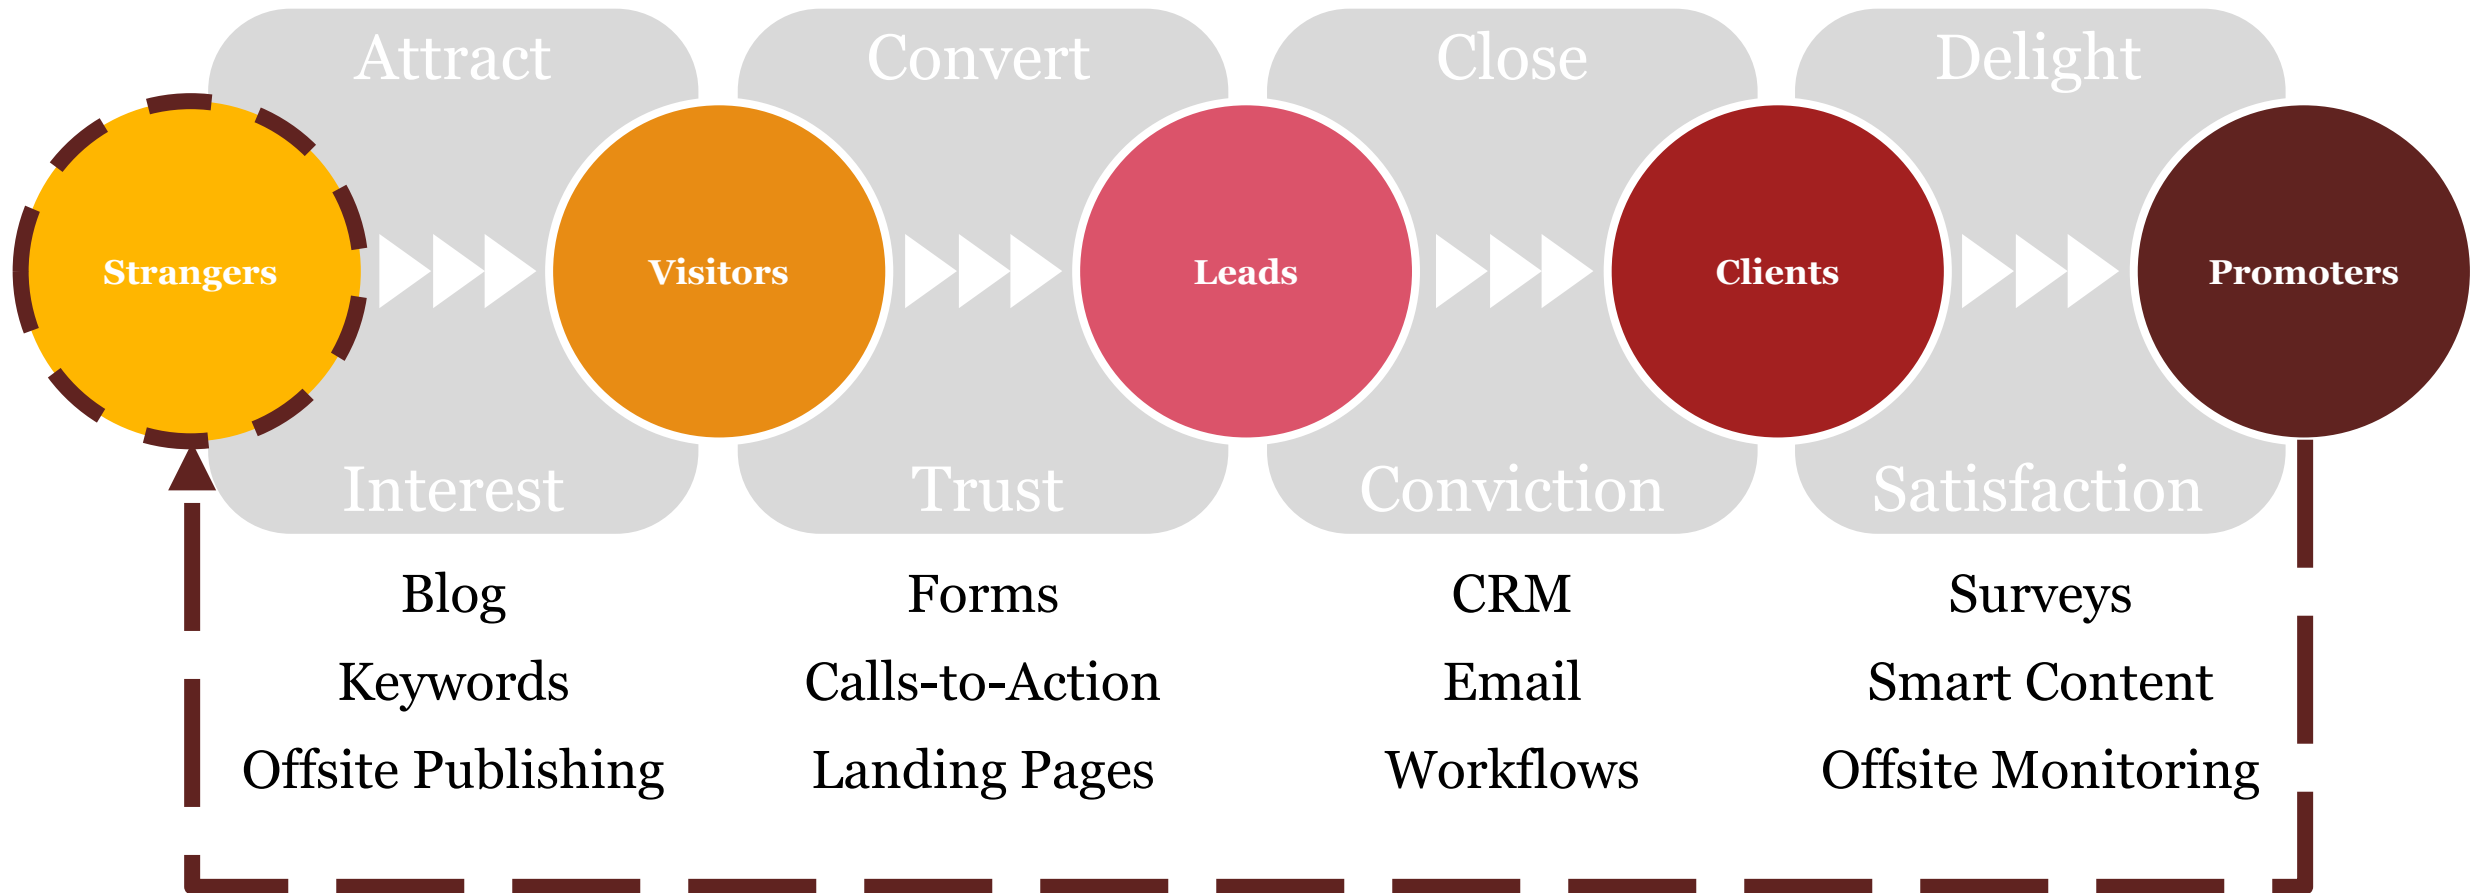 Attract
Convert
Close
Delight
Strangers
Visitors
Leads
Clients
Promoters
Interest
Trust
Conviction
Satisfaction
Blog
Forms
CRM
Surveys
Keywords
Calls-to-Action
Email
Smart Content
Offsite Publishing
Landing Pages
Workflows
Offsite Monitoring